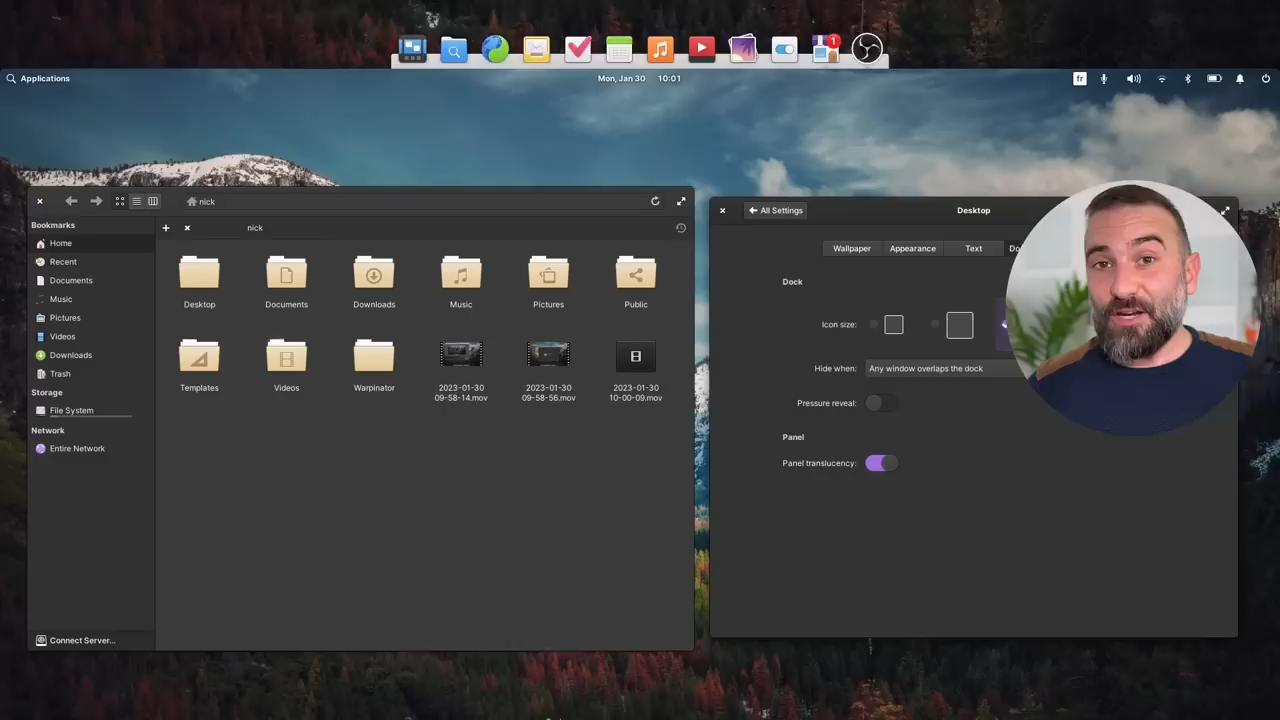 1
Applications
Mon, Jan 30 10:01
fr
nick
All Settings
Desktop
Bookmarks
Home
Recent
Documents
Music
Pictures
Videos
Downloads
Trash
Storage
File System
Network
Entire Network
Connect Server...
nick
Desktop
Documents
Downloads
Music
Pictures
Public
Templates
Videos
Warpinator
2023-01-30
09-58-14.mov
2023-01-30
09-58-56.mov
2023-01-30
10-00-09.mov
Wallpaper
Appearance
Text
Do
Dock
Icon size:
Hide when:
Any window overlaps the dock
Pressure reveal:
Panel
Panel translucency: